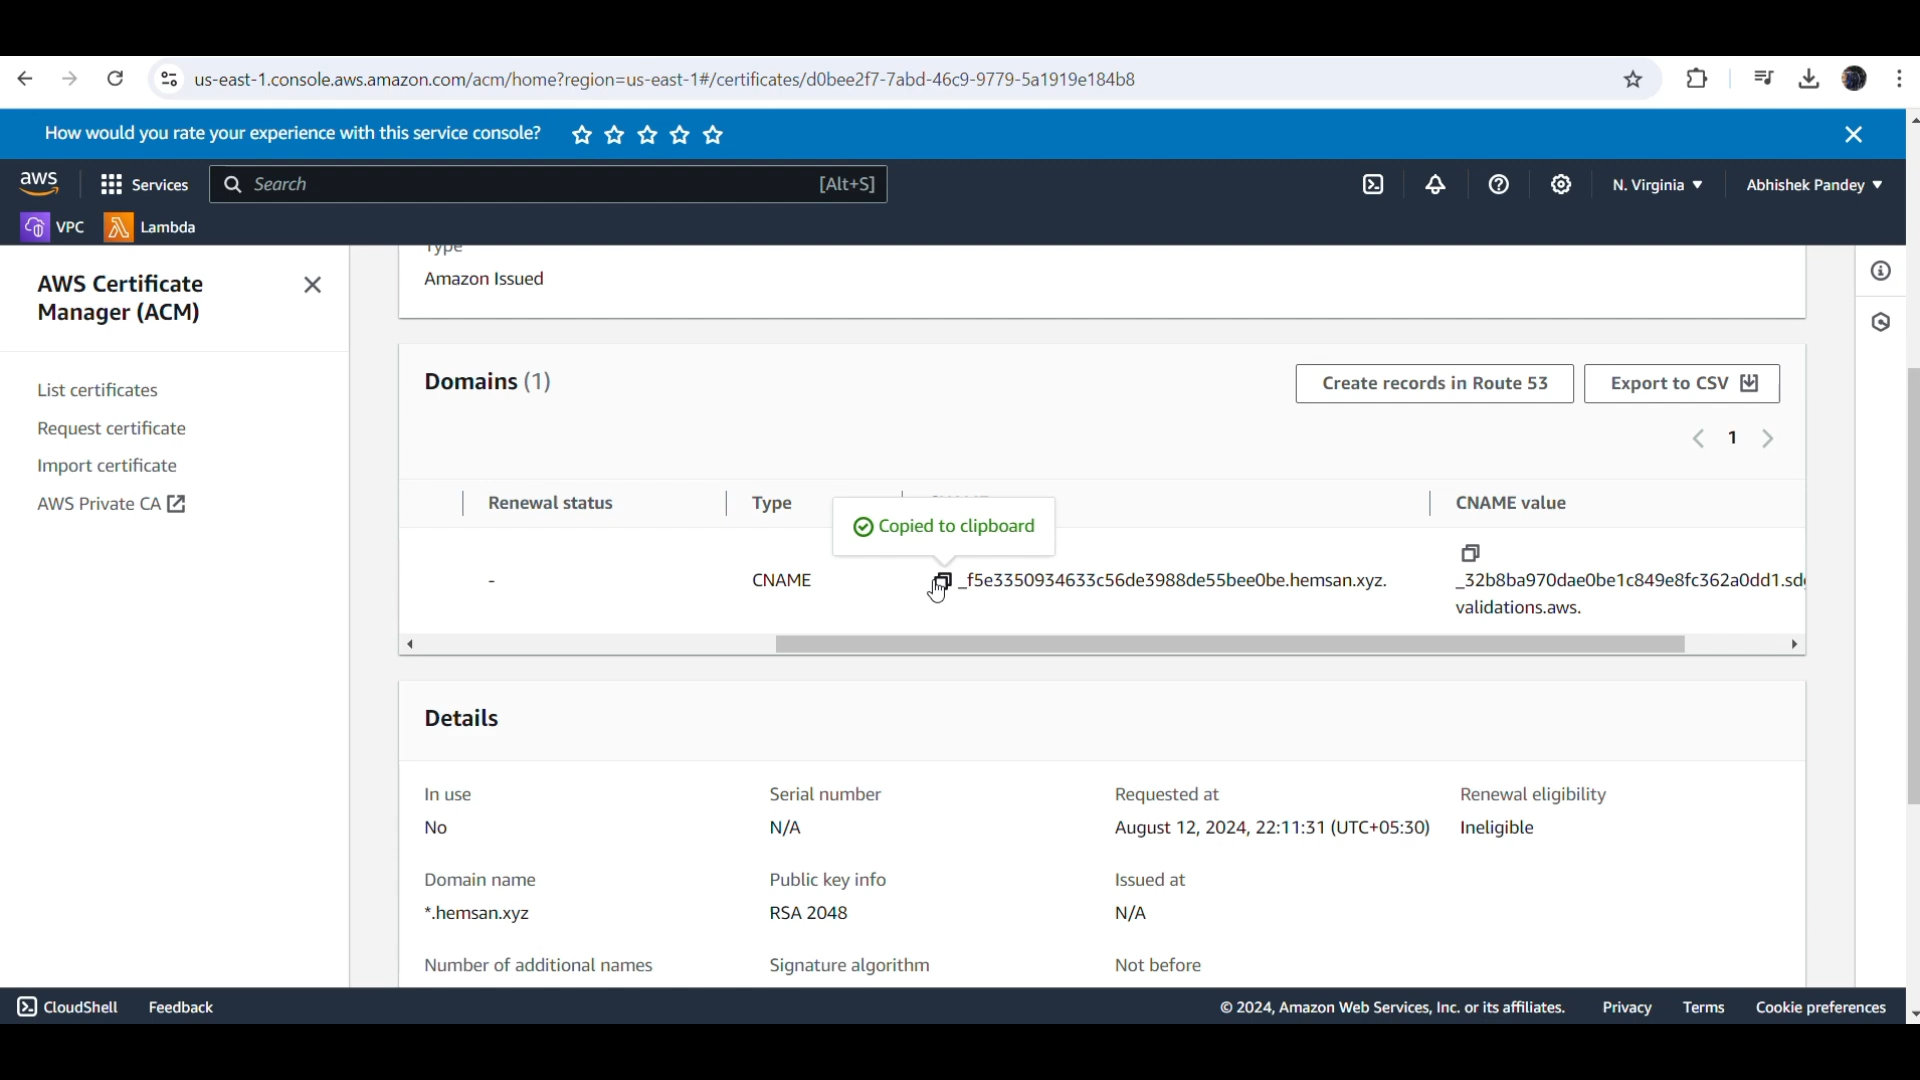 us-east-1.console.aws.amazon.com/acm/home?region=us-east-1#/certificates/d0bee2f7-7abd-46c9-9779-5a1919e184b8
How would you rate your experience with this service console?
aws Services Search [Alt+S] N. Virginia Abhishek Pandey
VPC Lambda
AWS Certificate
Manager (ACM)
List certificates
Request certificate
Import certificate
AWS Private CA
Type
Amazon Issued
Domains (1) Create records in Route 53 Export to CSV
1
Renewal status Type CNAME value
Copied to clipboard
- CNAME _f5e3350934633c56de3988de55bee0be.hemsan.xyz. _32b8ba970dae0be1c849e8fc362a0dd1.sd
validations.aws.
Details
In use Serial number Requested at Renewal eligibility
No N/A August 12, 2024, 22:11:31 (UTC+05:30) Ineligible
Domain name Public key info Issued at
*.hemsan.xyz RSA 2048 N/A
Number of additional names Signature algorithm Not before
CloudShell Feedback © 2024, Amazon Web Services, Inc. or its affiliates. Privacy Terms Cookie preferences